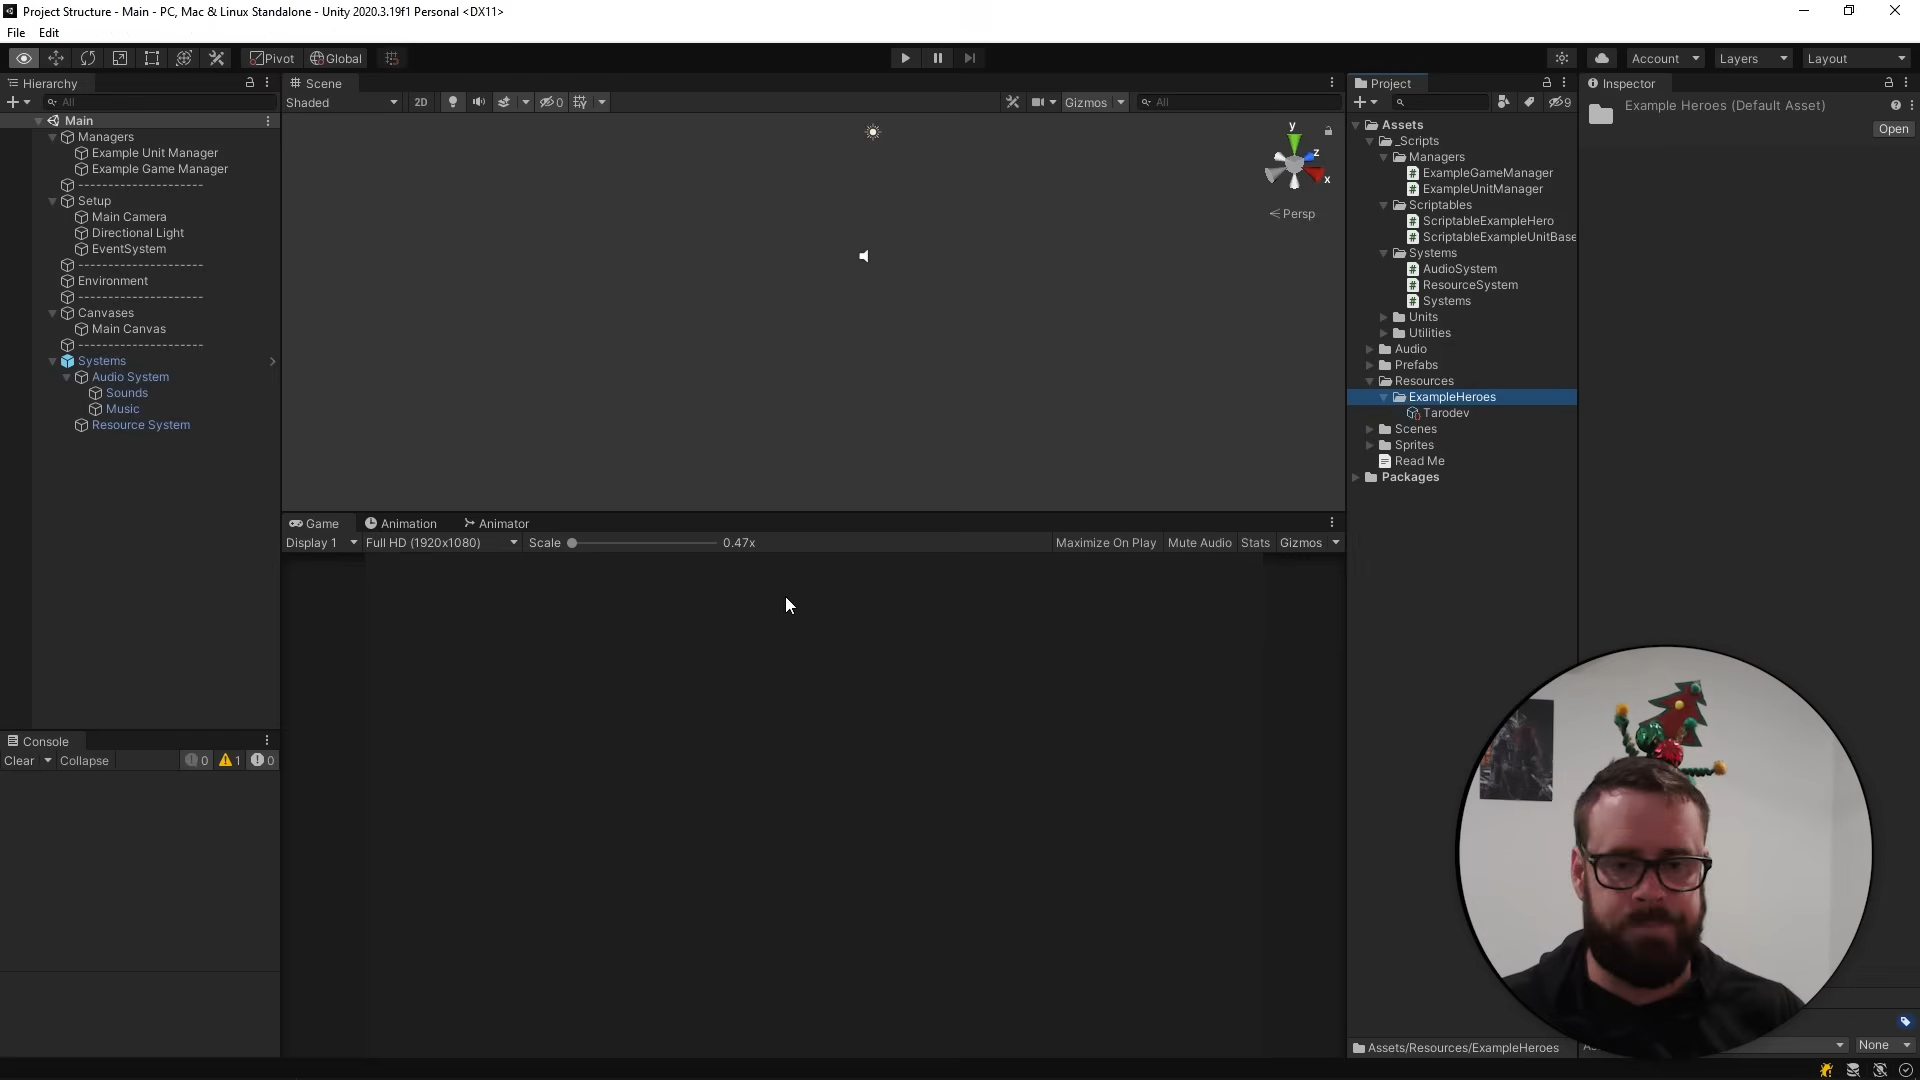 Project Structure - Main - PC, Mac & Linux Standalone - Unity 2020.3.19f1 Personal <DX11>
File Edit
Pivot Global Account Layers Layout
Hierarchy
All
Main
Managers
Example Unit Manager
Example Game Manager
---------------------
Setup
Main Camera
Directional Light
EventSystem
---------------------
Environment
---------------------
Canvases
Main Canvas
---------------------
Systems
Audio System
Sounds
Music
Resource System
Console
Clear Collapse 0 1 0
Scene
Shaded 2D 0 Gizmos All
y
z
x
Persp
Game Animation Animator
Display 1 Full HD (1920x1080) Scale 0.47x Maximize On Play Mute Audio Stats Gizmos
Project
9
Assets
_Scripts
Managers
ExampleGameManager
ExampleUnitManager
Scriptables
ScriptableExampleHero
ScriptableExampleUnitBase
Systems
AudioSystem
ResourceSystem
Systems
Units
Utilities
Audio
Prefabs
Resources
ExampleHeroes
Tarodev
Scenes
Sprites
Read Me
Packages
Assets/Resources/ExampleHeroes
Inspector
Example Heroes (Default Asset)
Open
None